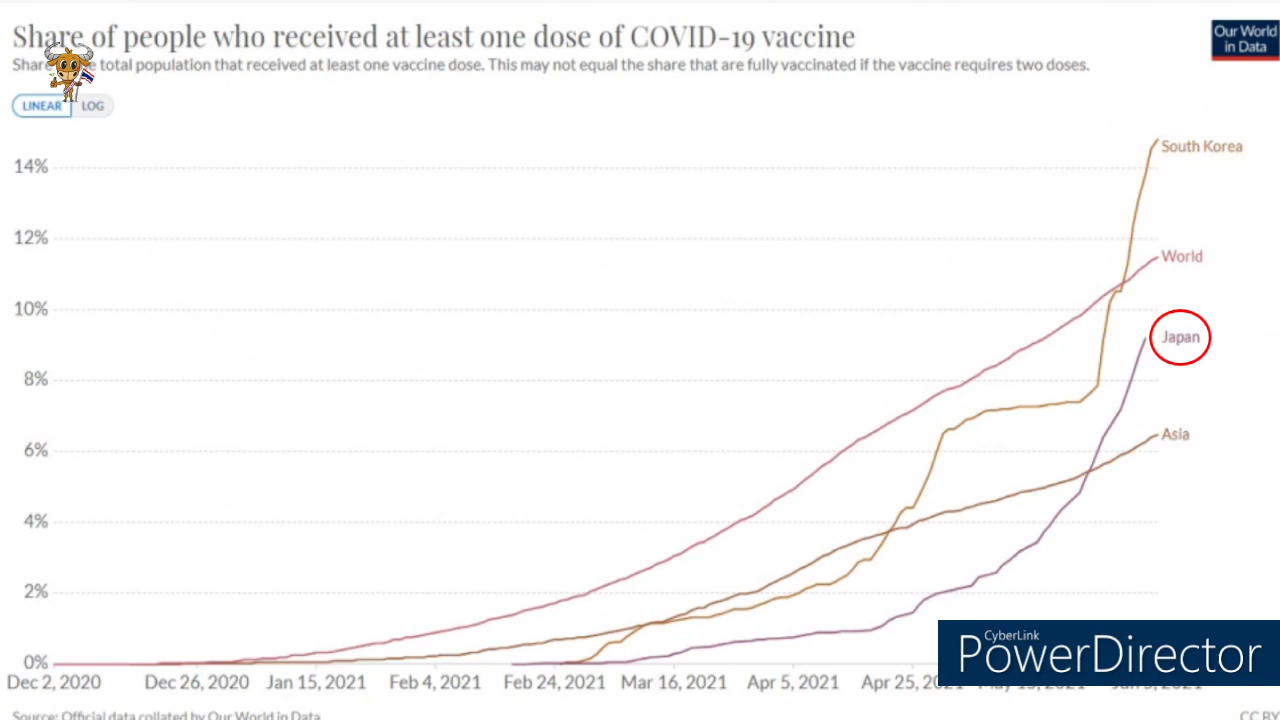 Share of people who received at least one dose of COVID-19 vaccine
Our World
in Data
Shar total population that received at least one vaccine dose. This may not equal the share that are fully vaccinated if the vaccine requires two doses.
LINEAR LOG
South Korea
14%
12%
World
10%
Japan
8%
Asia
6%
4%
2%
0%
Dec 2, 2020 Dec 26, 2020 Jan 15, 2021 Feb 4, 2021 Feb 24, 2021 Mar 16, 2021 Apr 5, 2021 Apr 25, 2021
CyberLink
PowerDirector
Source: Official data collated by Our World in Data
CC BY